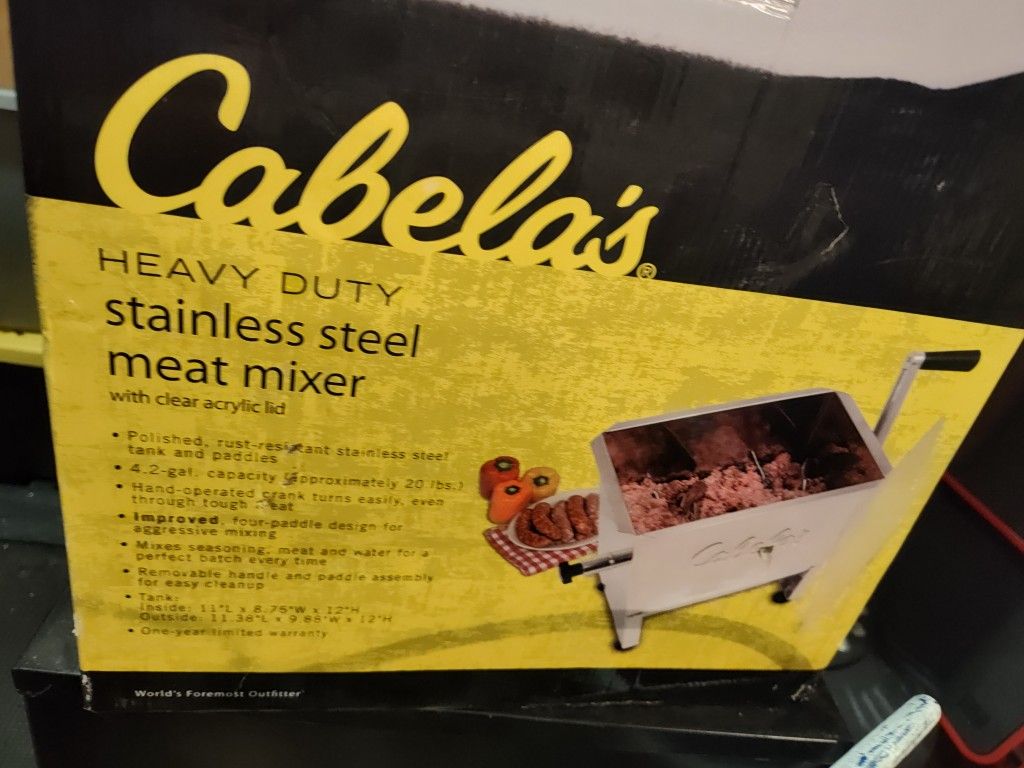 Cabela's®
HEAVY DUTY
stainless steel
meat mixer
with clear acrylic lid
• Polished, rust-resistant stainless steel
tank and paddles
• 4.2-gal. capacity (approximately 20 lbs.)
• Hand-operated crank turns easily, even
through tough meat
• Improved, four-paddle design for
aggressive mixing
• Mixes seasoning, meat and water for a
perfect batch every time
• Removable handle and paddle assembly
for easy cleanup
• Tank:
Inside: 11"L x 8.75"W x 12"H
Outside: 11.38"L x 9.88"W x 12"H
• One-year limited warranty
Cabela's
World's Foremost Outfitter